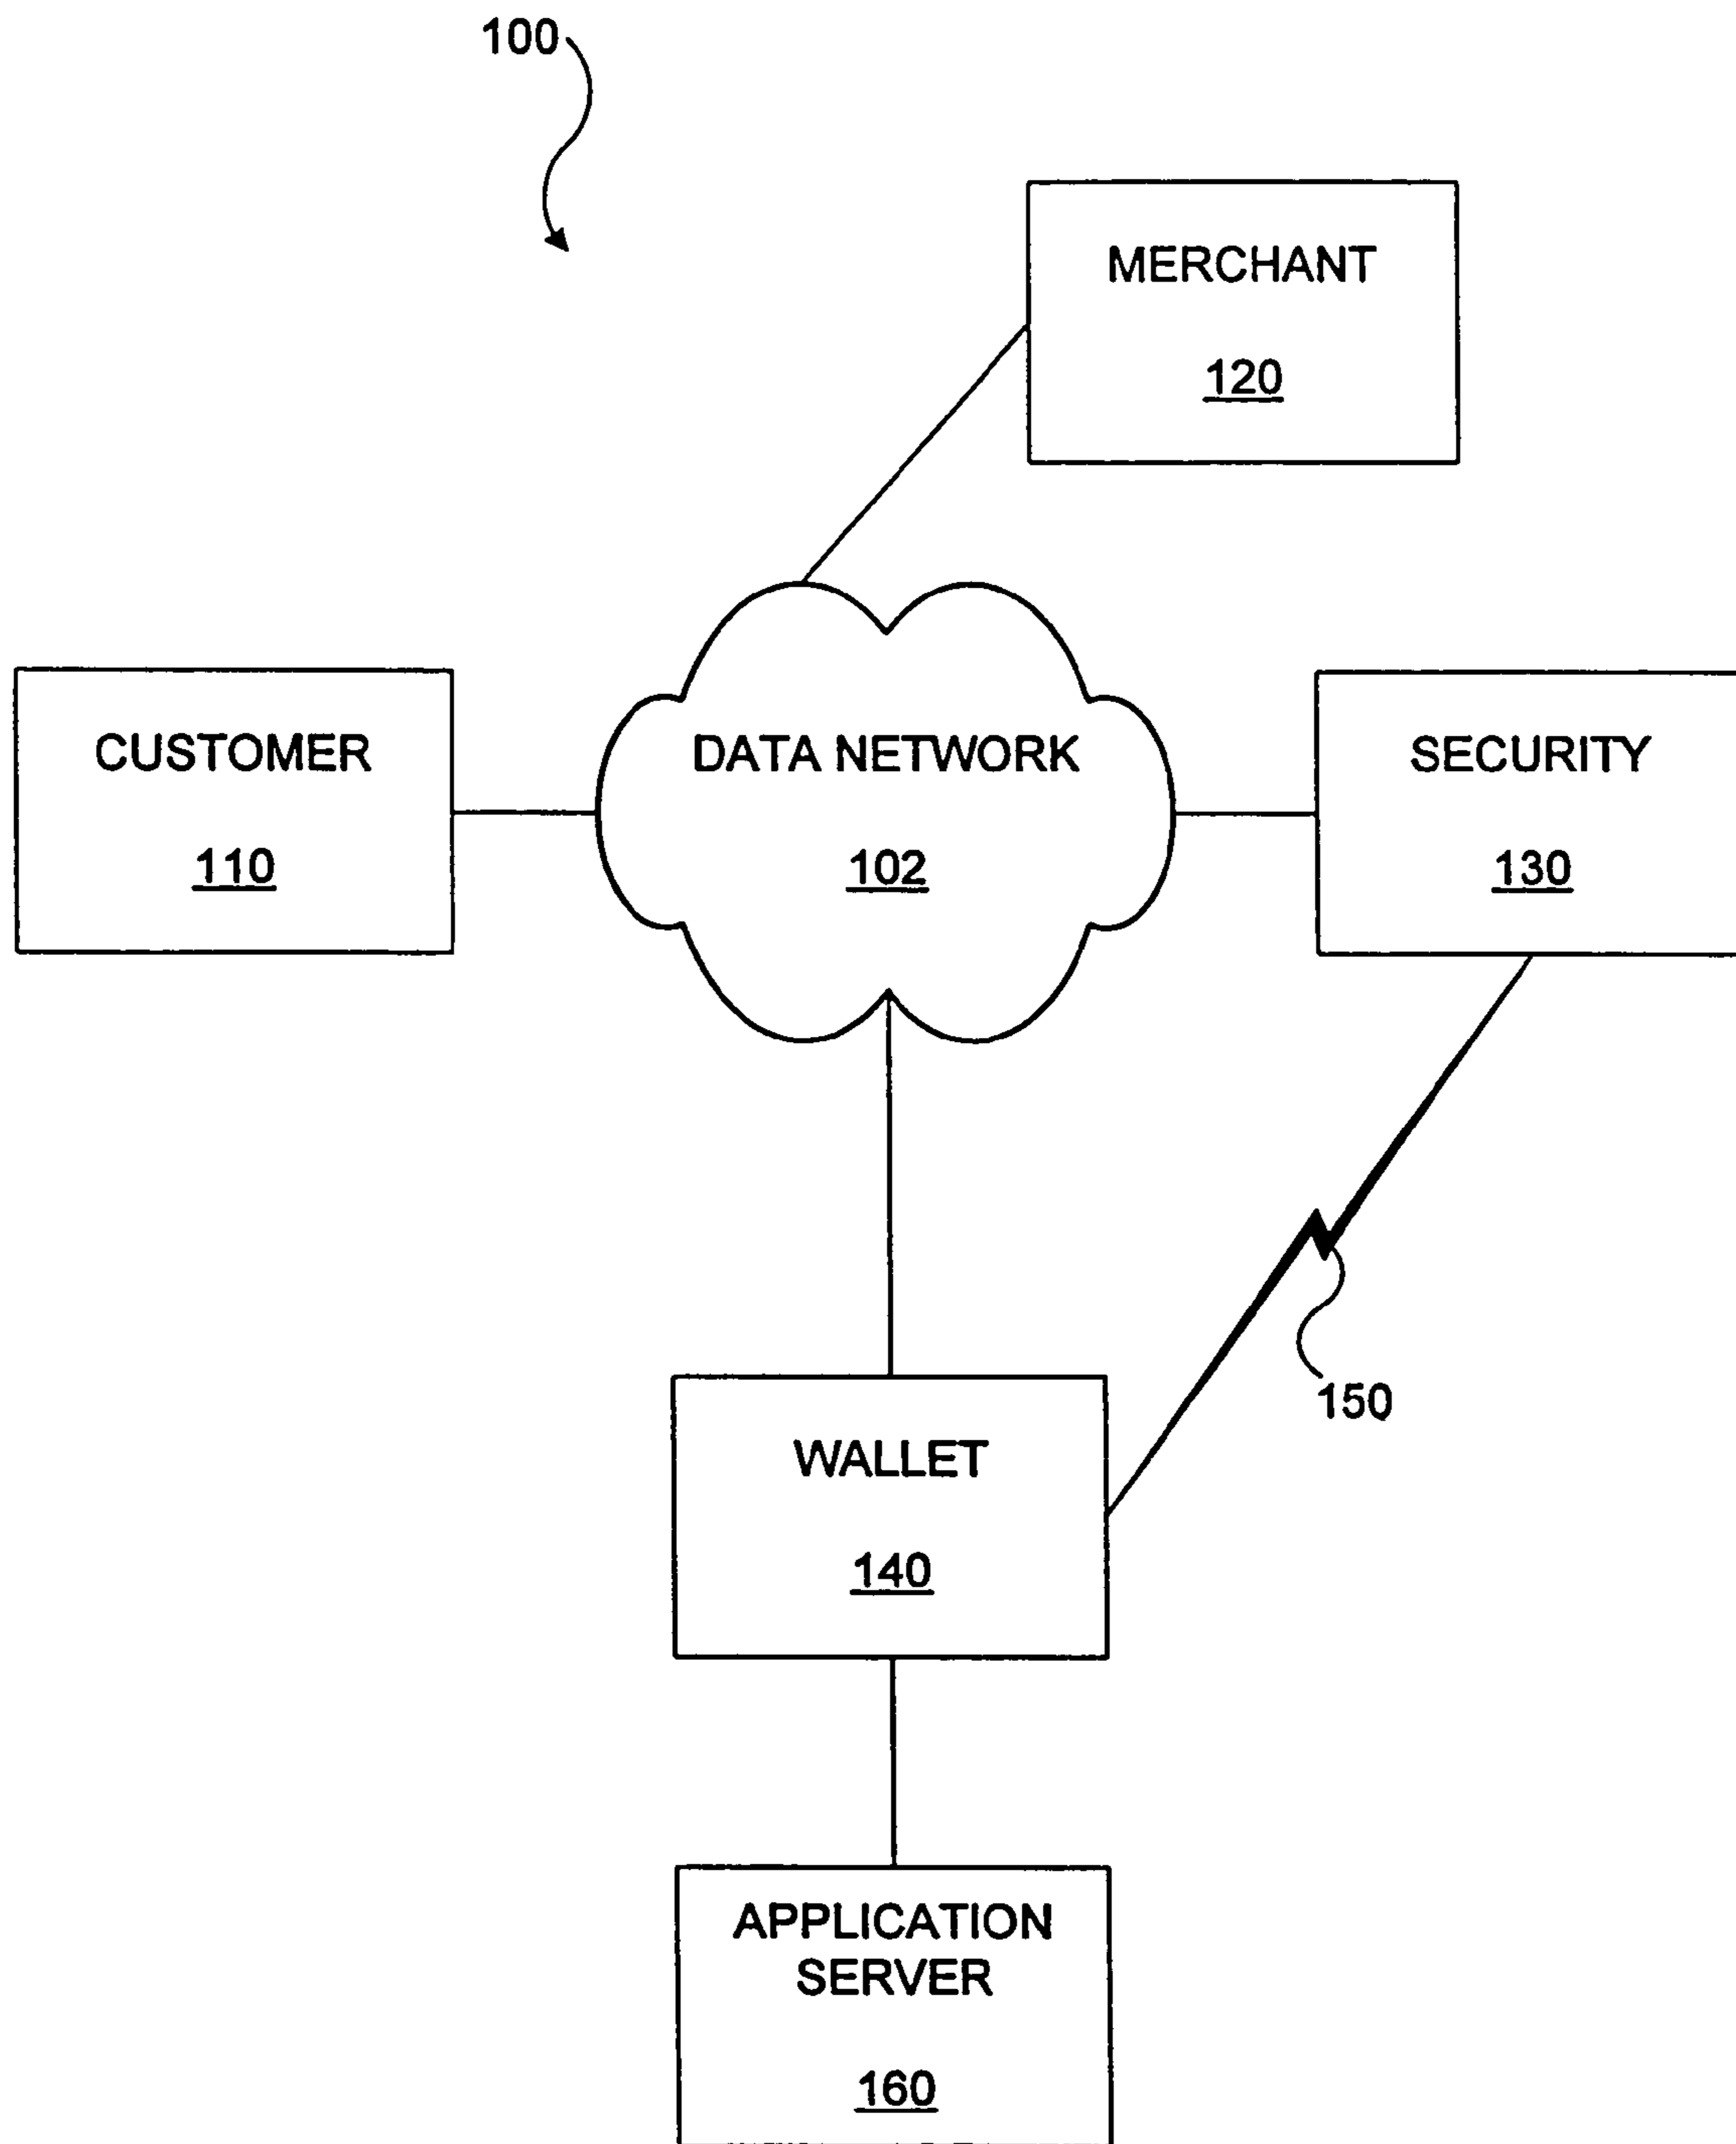 100
MERCHANT
120
CUSTOMER
110
DATA NETWORK
102
SECURITY
130
150
WALLET
140
APPLICATION
SERVER
160